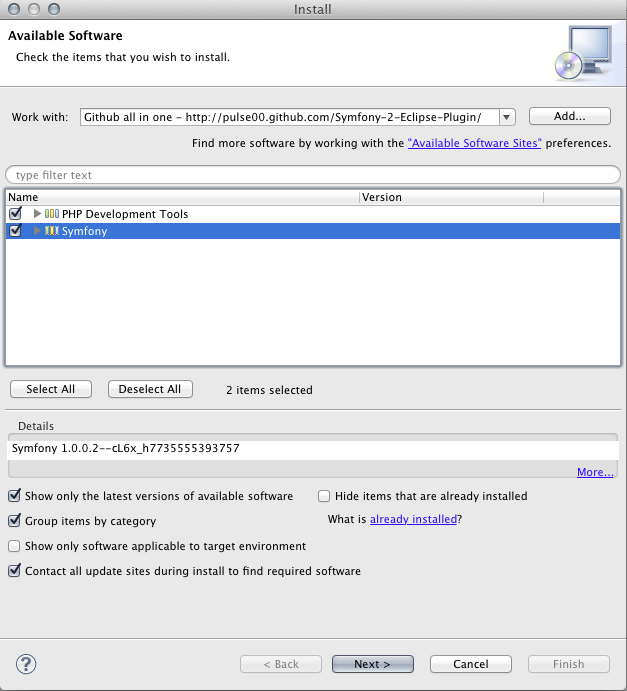 Install
Available Software
Check the items that you wish to install.
Work with: Github all in one – http://pulse00.github.com/Symfony-2-Eclipse-Plugin/ Add...
Find more software by working with the "Available Software Sites" preferences.
type filter text
Name Version
PHP Development Tools
Symfony
Select All Deselect All 2 items selected
Details
Symfony 1.0.0.2--cL6x_h7735555393757
More...
Show only the latest versions of available software Hide items that are already installed
Group items by category What is already installed?
Show only software applicable to target environment
Contact all update sites during install to find required software
? < Back Next > Cancel Finish